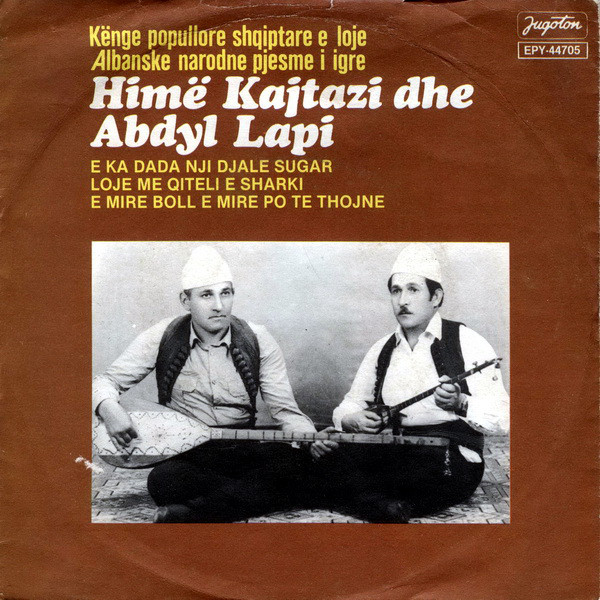 Kënge popullore shqiptare e loje
Albanske narodne pjesme i igre
Himë Kajtazi dhe
Abdyl Lapi
E KA DADA NJI DJALE SUGAR
LOJE ME QITELI E SHARKI
E MIRE BOLL E MIRE PO TE THOJNE
Jugoton
EPY-44705